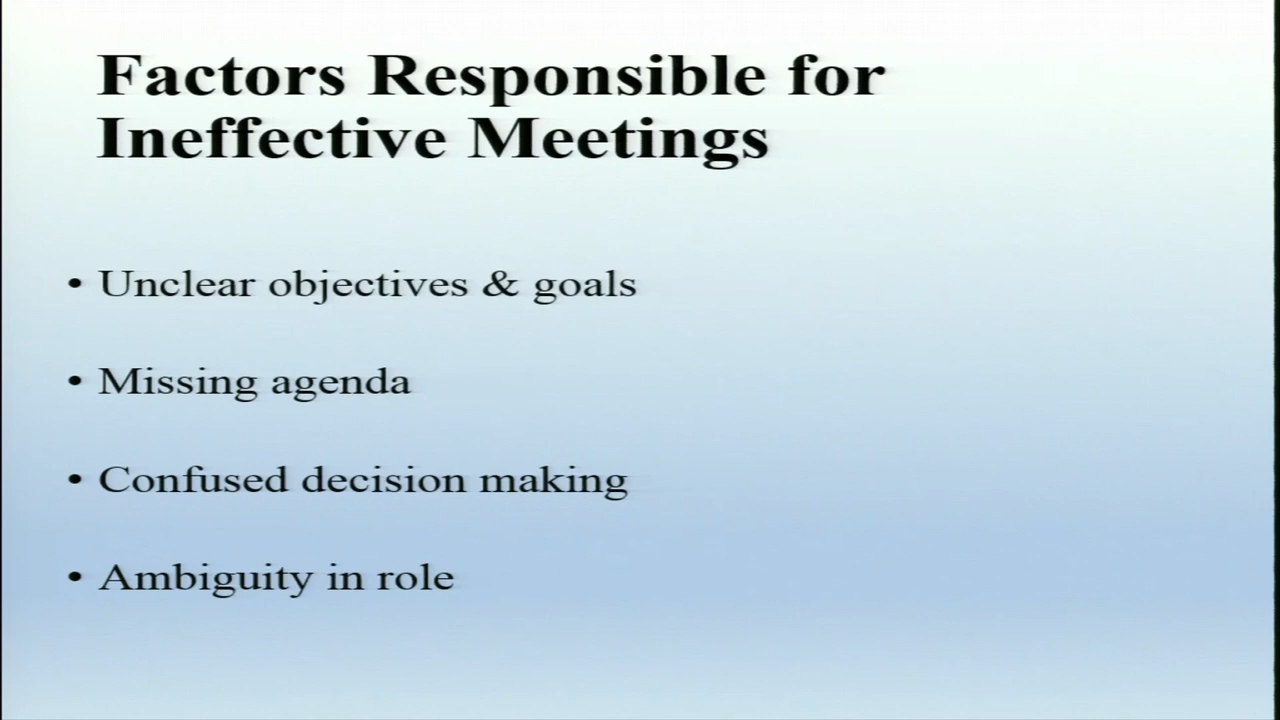 Factors Responsible for
Ineffective Meetings
• Unclear objectives & goals
• Missing agenda
• Confused decision making
• Ambiguity in role